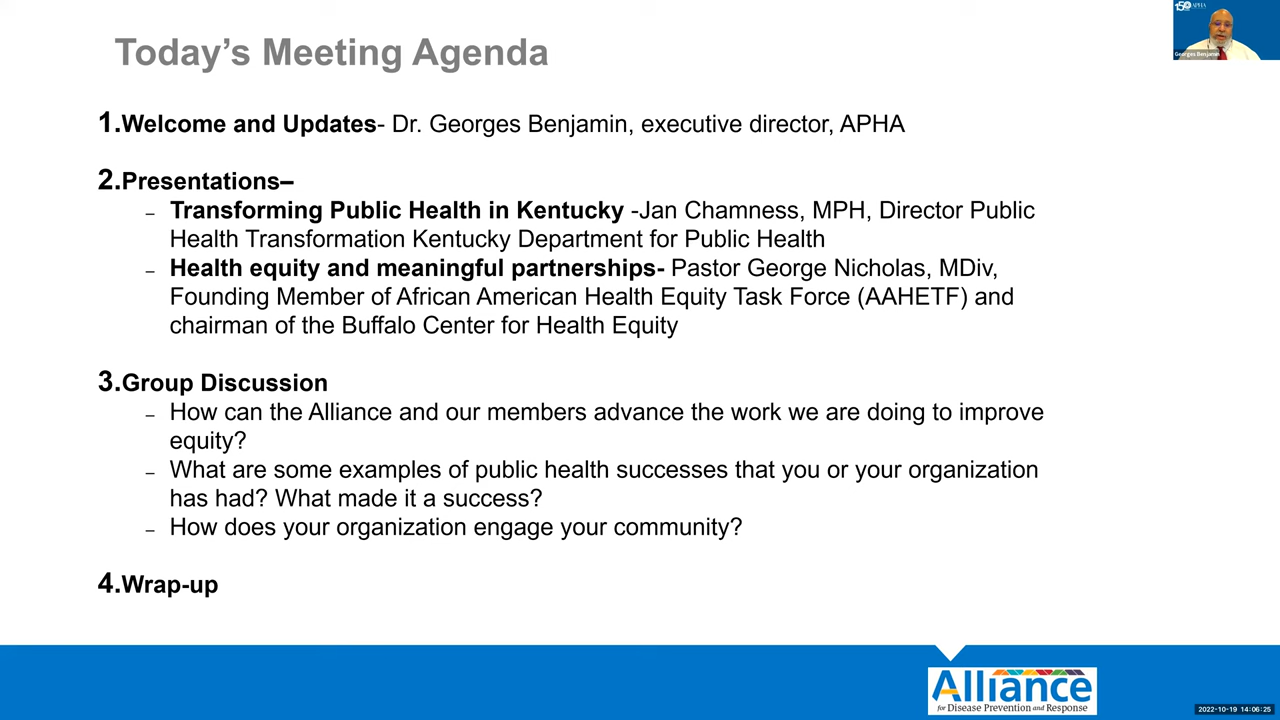 Today's Meeting Agenda
150 APHA
Georges Benjamin
1.Welcome and Updates- Dr. Georges Benjamin, executive director, APHA
2.Presentations–
– Transforming Public Health in Kentucky -Jan Chamness, MPH, Director Public
Health Transformation Kentucky Department for Public Health
– Health equity and meaningful partnerships- Pastor George Nicholas, MDiv,
Founding Member of African American Health Equity Task Force (AAHETF) and
chairman of the Buffalo Center for Health Equity
3.Group Discussion
– How can the Alliance and our members advance the work we are doing to improve
equity?
– What are some examples of public health successes that you or your organization
has had? What made it a success?
– How does your organization engage your community?
4.Wrap-up
Alliance
for Disease Prevention and Response
2022-10-19 14:06:25